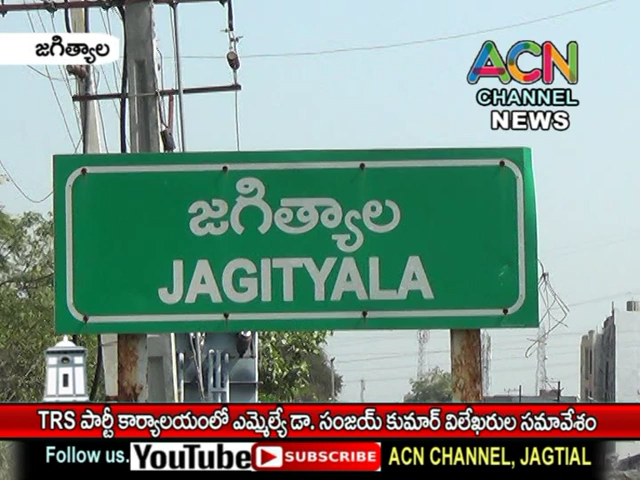 జగిత్యాల
ACN
CHANNEL
NEWS
జగిత్యాల
JAGITYALA
TRS పార్టీ కార్యాలయంలో ఎమ్మెల్యే డా. సంజయ్ కుమార్ విలేఖరుల సమావేశం
Follow us. YouTube SUBSCRIBE ACN CHANNEL, JAGTIAL